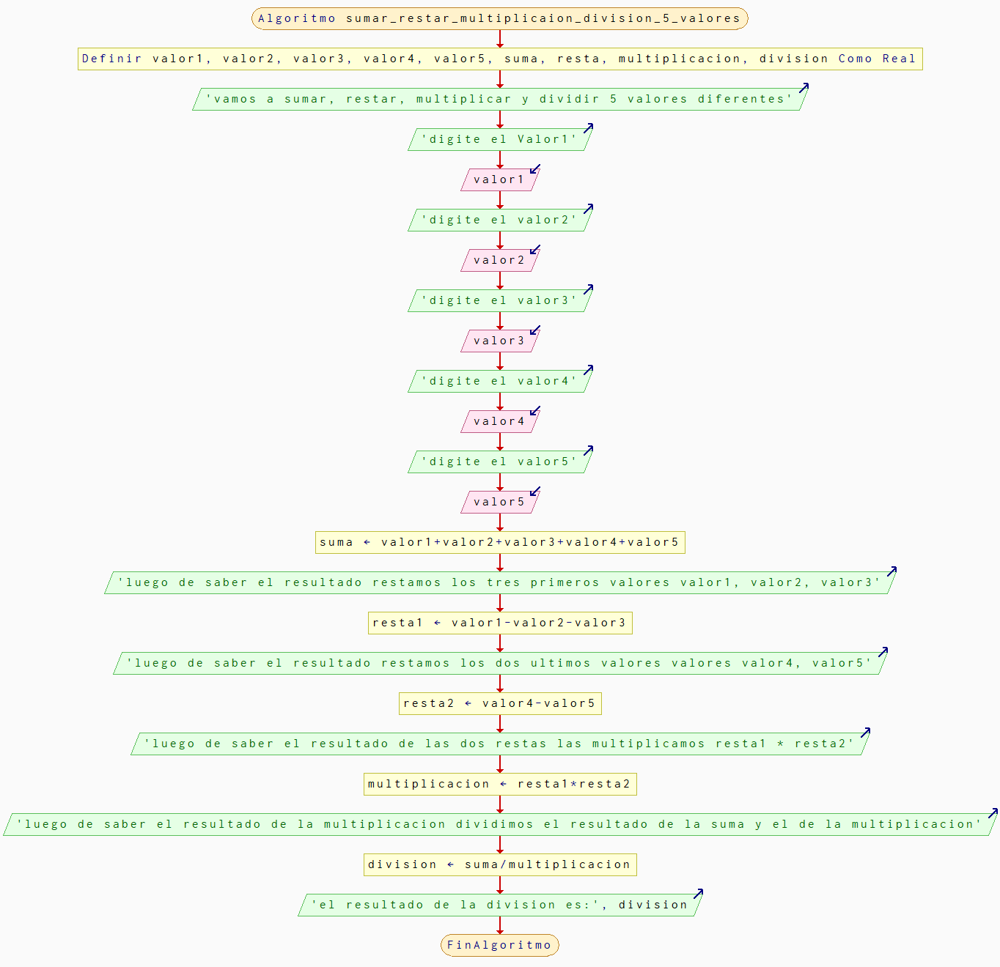 Algoritmo sumar_restar_multiplicaion_division_5_valores
Definir valor1, valor2, valor3, valor4, valor5, suma, resta, multiplicacion, division Como Real
'vamos a sumar, restar, multiplicar y dividir 5 valores diferentes'
'digite el Valor1'
valor1
'digite el valor2'
valor2
'digite el valor3'
valor3
'digite el valor4'
valor4
'digite el valor5'
valor5
suma ← valor1+valor2+valor3+valor4+valor5
'luego de saber el resultado restamos los tres primeros valores valor1, valor2, valor3'
resta1 ← valor1-valor2-valor3
'luego de saber el resultado restamos los dos ultimos valores valores valor4, valor5'
resta2 ← valor4-valor5
'luego de saber el resultado de las dos restas las multiplicamos resta1 * resta2'
multiplicacion ← resta1*resta2
'luego de saber el resultado de la multiplicacion dividimos el resultado de la suma y el de la multiplicacion'
division ← suma/multiplicacion
'el resultado de la division es:', division
FinAlgoritmo